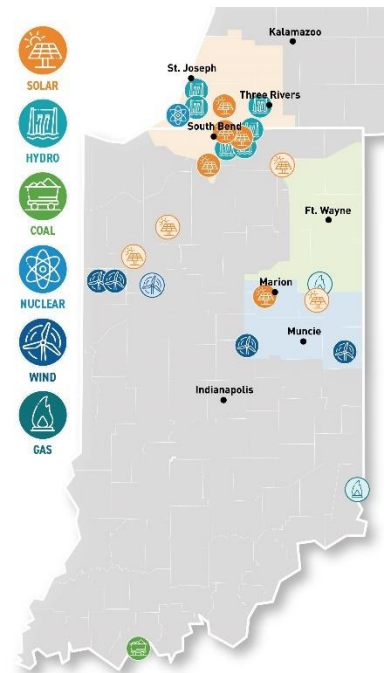 Kalamazoo
St. Joseph
SOLAR
Three Rivers
South Bend
HYDRO
COAL
Ft. Wayne
NUCLEAR
Marion
WIND
Muncie
Indianapolis
GAS